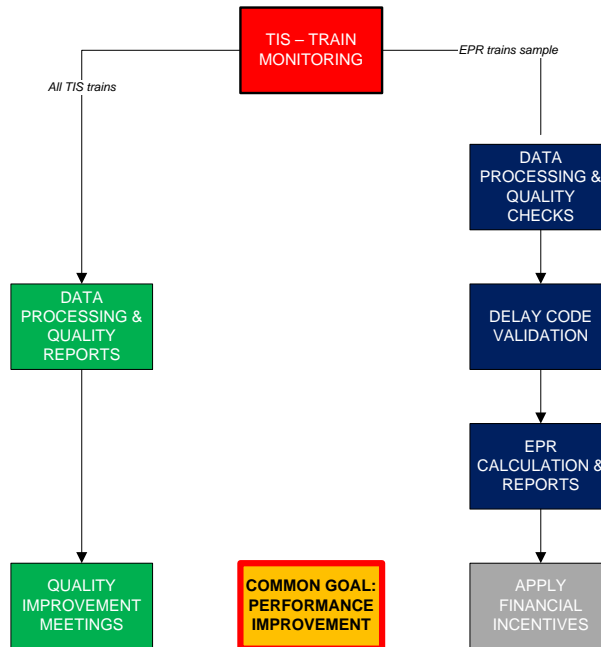 TIS – TRAIN
MONITORING
EPR trains sample
All TIS trains
DATA
PROCESSING &
QUALITY
CHECKS
DATA
PROCESSING &
QUALITY
REPORTS
DELAY CODE
VALIDATION
EPR
CALCULATION &
REPORTS
QUALITY
IMPROVEMENT
MEETINGS
COMMON GOAL:
PERFORMANCE
IMPROVEMENT
APPLY
FINANCIAL
INCENTIVES